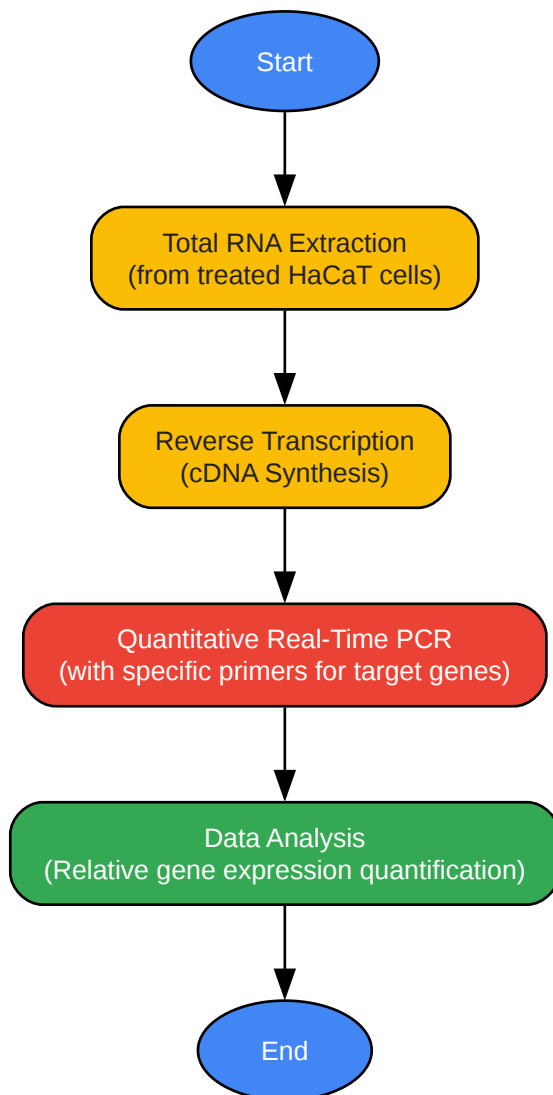 Start
Total RNA Extraction
(from treated HaCaT cells)
Reverse Transcription
(cDNA Synthesis)
Quantitative Real-Time PCR
(with specific primers for target genes)
Data Analysis
(Relative gene expression quantification)
End